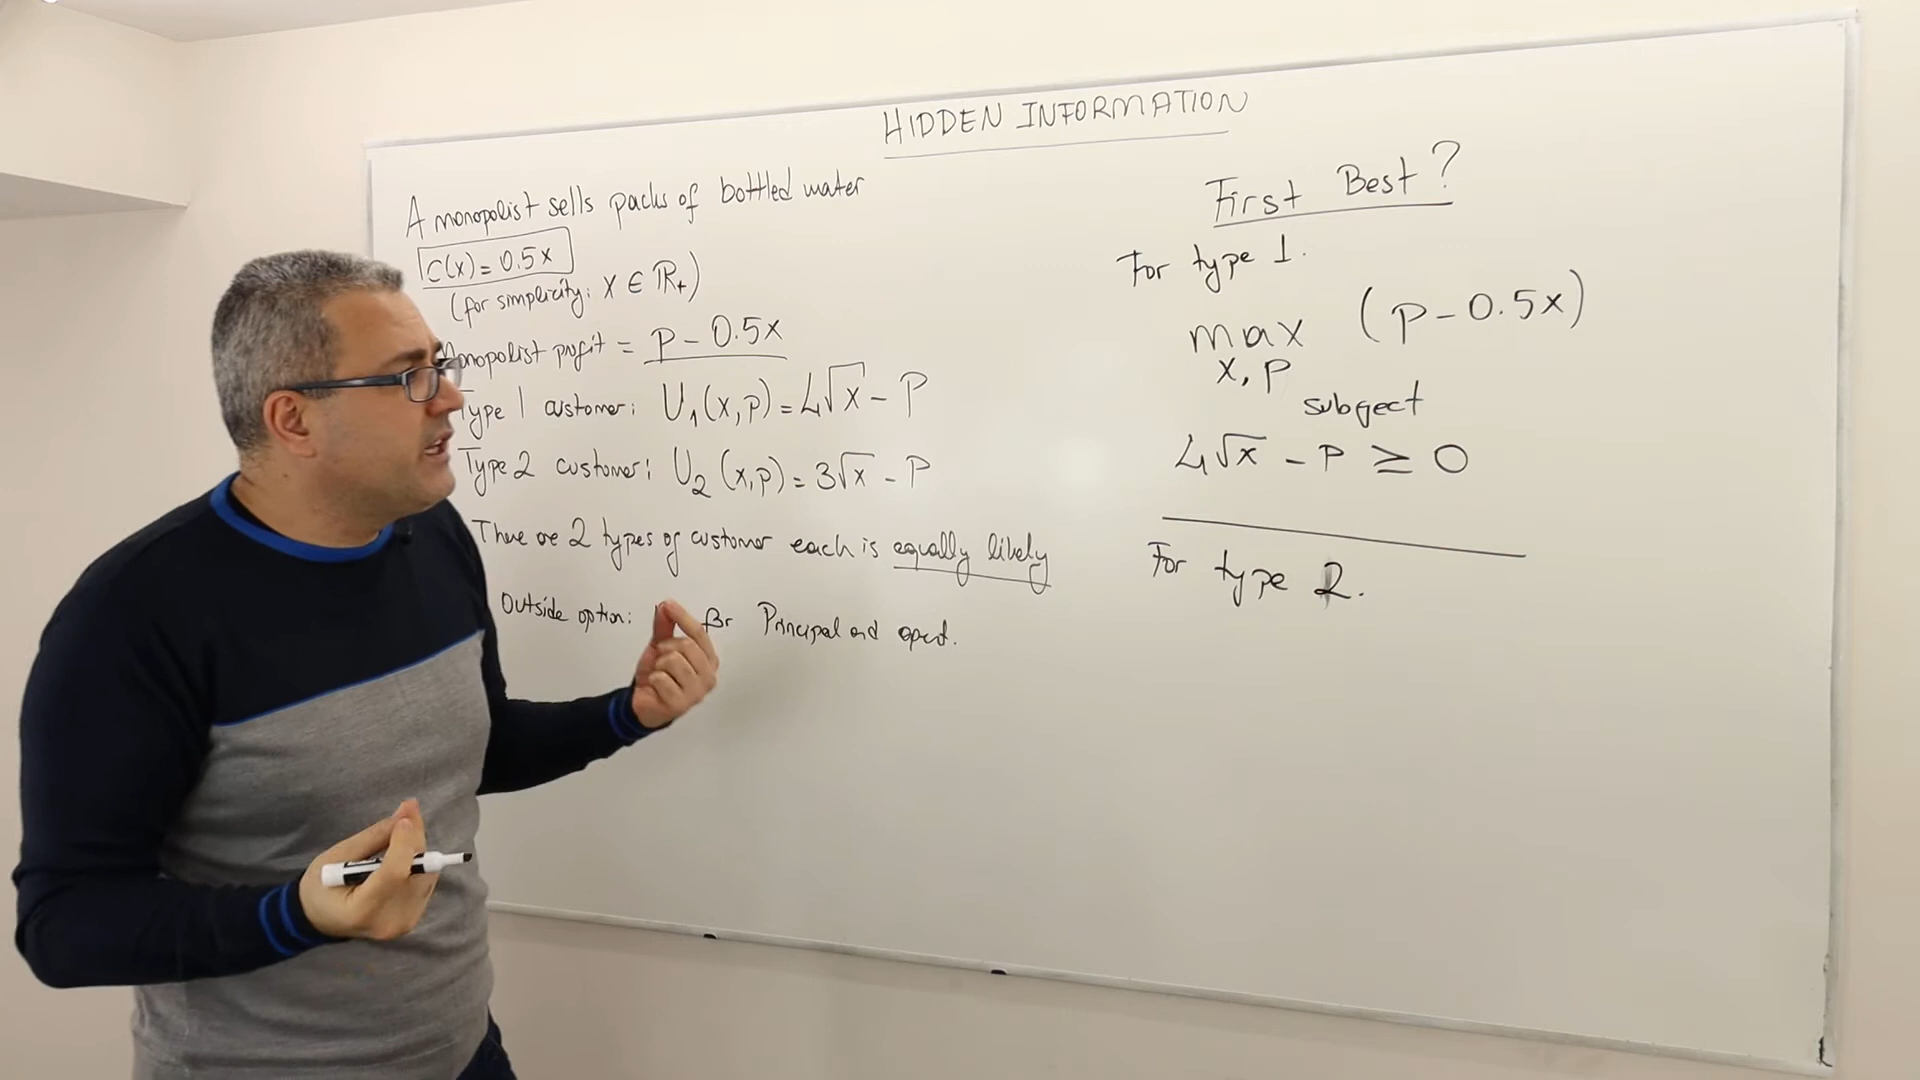 HIDDEN INFORMATION
A monopolist sells packs of bottled water
C(x) = 0.5x
(for simplicity: x ∈ ℝ₊)
Monopolist profit = P - 0.5x
Type 1 customer: U₁(x,p) = 4√x - P
Type 2 customer: U₂(x,p) = 3√x - P
There are 2 types of customer each is equally likely
Outside option: for Principal and agent.
First Best?
For type 1.
max (p - 0.5x)
x, p
subject
4√x - P ≥ 0
For type 2.